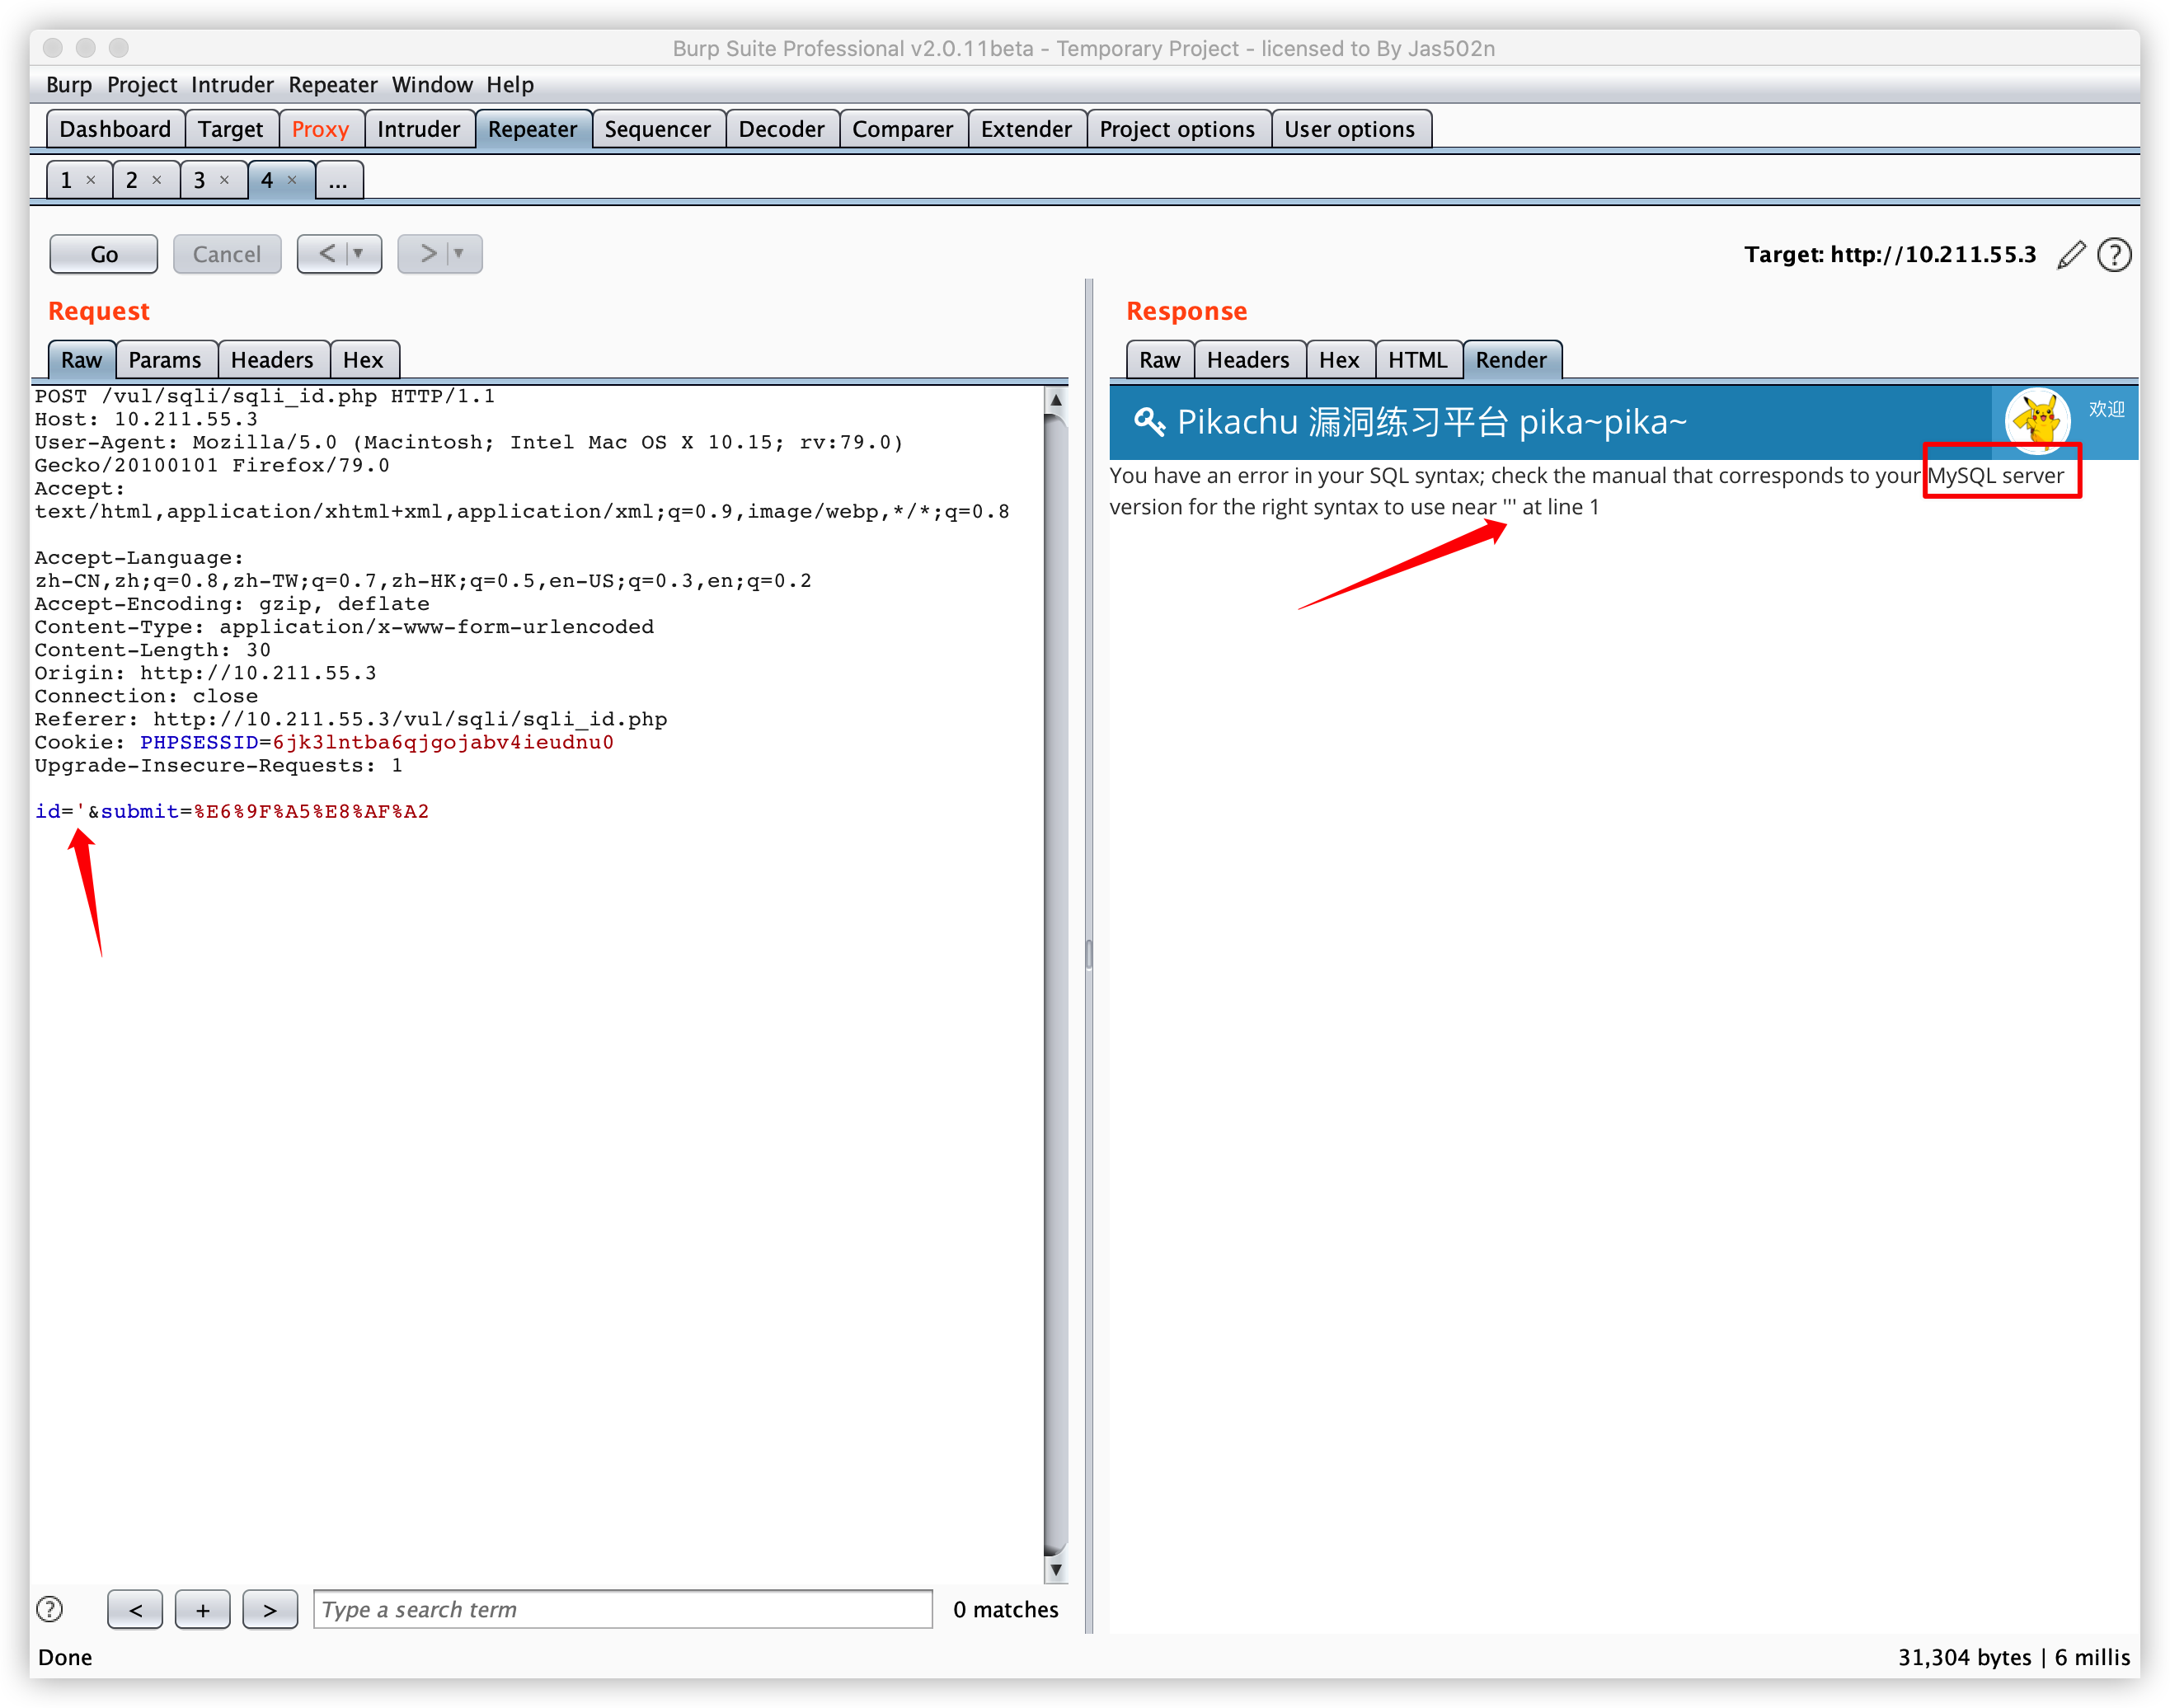 Burp Suite Professional v2.0.11beta - Temporary Project - licensed to By Jas502n
Burp Project Intruder Repeater Window Help
Dashboard Target Proxy Intruder Repeater Sequencer Decoder Comparer Extender Project options User options
1 × 2 × 3 × 4 × ...
Go Cancel < ▼ > ▼ Target: http://10.211.55.3 ?
Request
Raw Params Headers Hex
POST /vul/sqli/sqli_id.php HTTP/1.1
Host: 10.211.55.3
User-Agent: Mozilla/5.0 (Macintosh; Intel Mac OS X 10.15; rv:79.0)
Gecko/20100101 Firefox/79.0
Accept:
text/html,application/xhtml+xml,application/xml;q=0.9,image/webp,*/*;q=0.8
Accept-Language:
zh-CN,zh;q=0.8,zh-TW;q=0.7,zh-HK;q=0.5,en-US;q=0.3,en;q=0.2
Accept-Encoding: gzip, deflate
Content-Type: application/x-www-form-urlencoded
Content-Length: 30
Origin: http://10.211.55.3
Connection: close
Referer: http://10.211.55.3/vul/sqli/sqli_id.php
Cookie: PHPSESSID=6jk3lntba6qjgojabv4ieudnu0
Upgrade-Insecure-Requests: 1
id='&submit=%E6%9F%A5%E8%AF%A2
Response
Raw Headers Hex HTML Render
Pikachu 漏洞练习平台 pika~pika~
欢迎
You have an error in your SQL syntax; check the manual that corresponds to your MySQL server
version for the right syntax to use near ''' at line 1
? < + > Type a search term 0 matches
Done 31,304 bytes | 6 millis